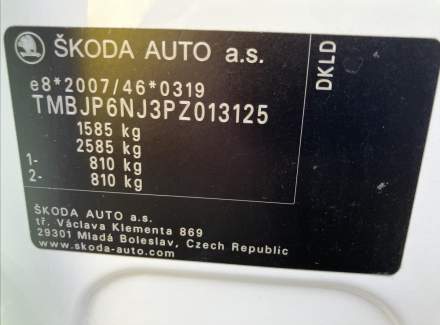 ŠKODA AUTO a.s.
DKLD
e8*2007/46*0319
TMBJP6NJ3PZ013125
1585 kg
2585 kg
1- 810 kg
2- 810 kg
ŠKODA AUTO a.s.
tř. Václava Klementa 869
29301 Mladá Boleslav, Czech Republic
www.skoda-auto.com